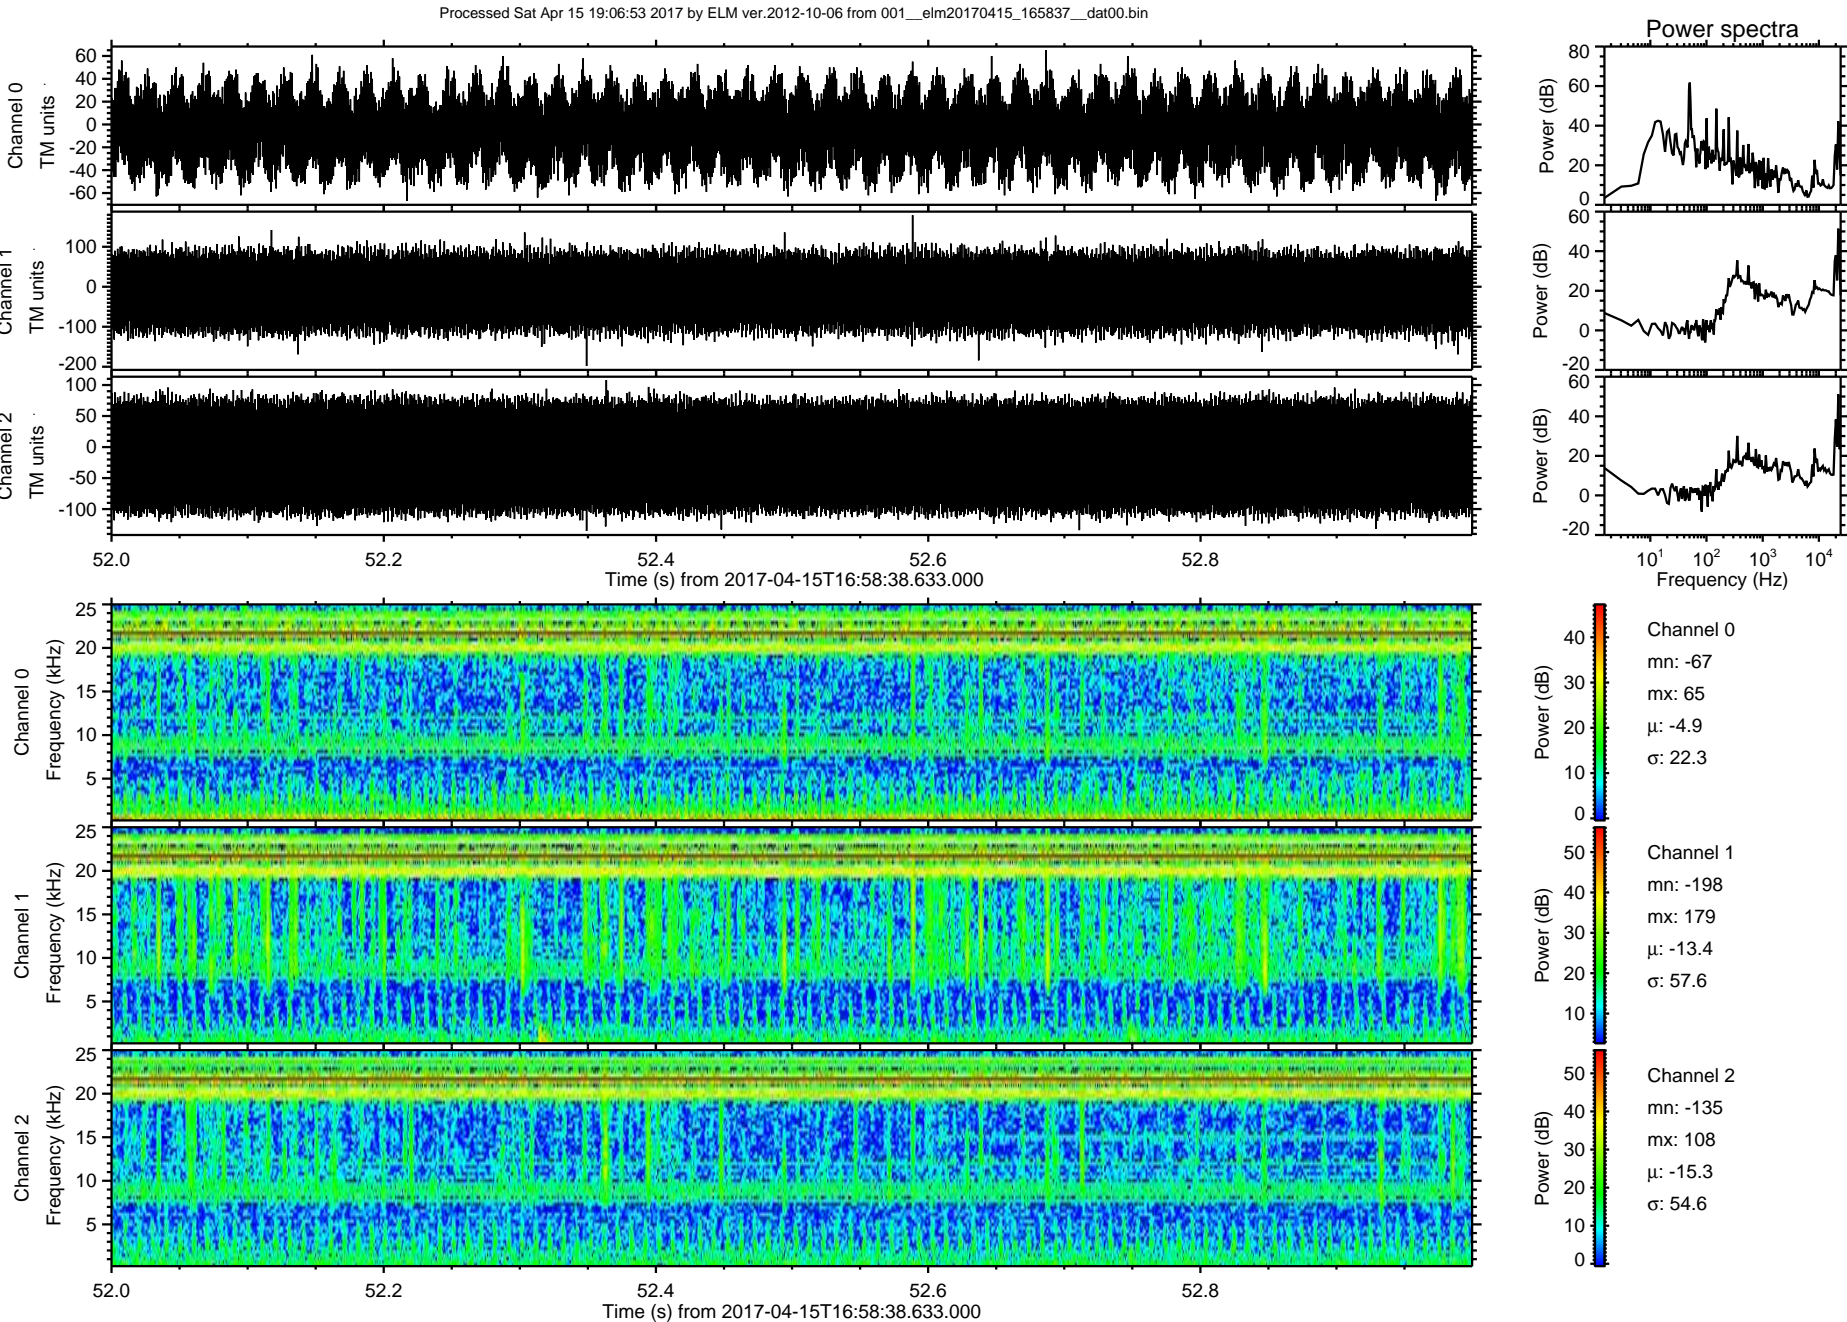 Processed Sat Apr 15 19:06:53 2017 by ELM ver.2012-10-06 from 001__elm20170415_165837__dat00.bin
Power spectra
Channel 0
TM units
60
40
20
0
-20
-40
-60
Power (dB)
80
60
40
20
0
Channel 1
TM units
100
0
-100
-200
Power (dB)
60
40
20
0
-20
Channel 2
TM units
100
50
0
-50
-100
Power (dB)
60
40
20
0
-20
52.0 52.2 52.4 52.6 52.8
Time (s) from 2017-04-15T16:58:38.633.000
10^1 10^2 10^3 10^4
Frequency (Hz)
Channel 0
Frequency (kHz)
25
20
15
10
5
Power (dB)
40
30
20
10
0
Channel 0
mn: -67
mx: 65
μ: -4.9
σ: 22.3
Channel 1
Frequency (kHz)
25
20
15
10
5
Power (dB)
50
40
30
20
10
Channel 1
mn: -198
mx: 179
μ: -13.4
σ: 57.6
Channel 2
Frequency (kHz)
25
20
15
10
5
Power (dB)
50
40
30
20
10
0
Channel 2
mn: -135
mx: 108
μ: -15.3
σ: 54.6
52.0 52.2 52.4 52.6 52.8
Time (s) from 2017-04-15T16:58:38.633.000